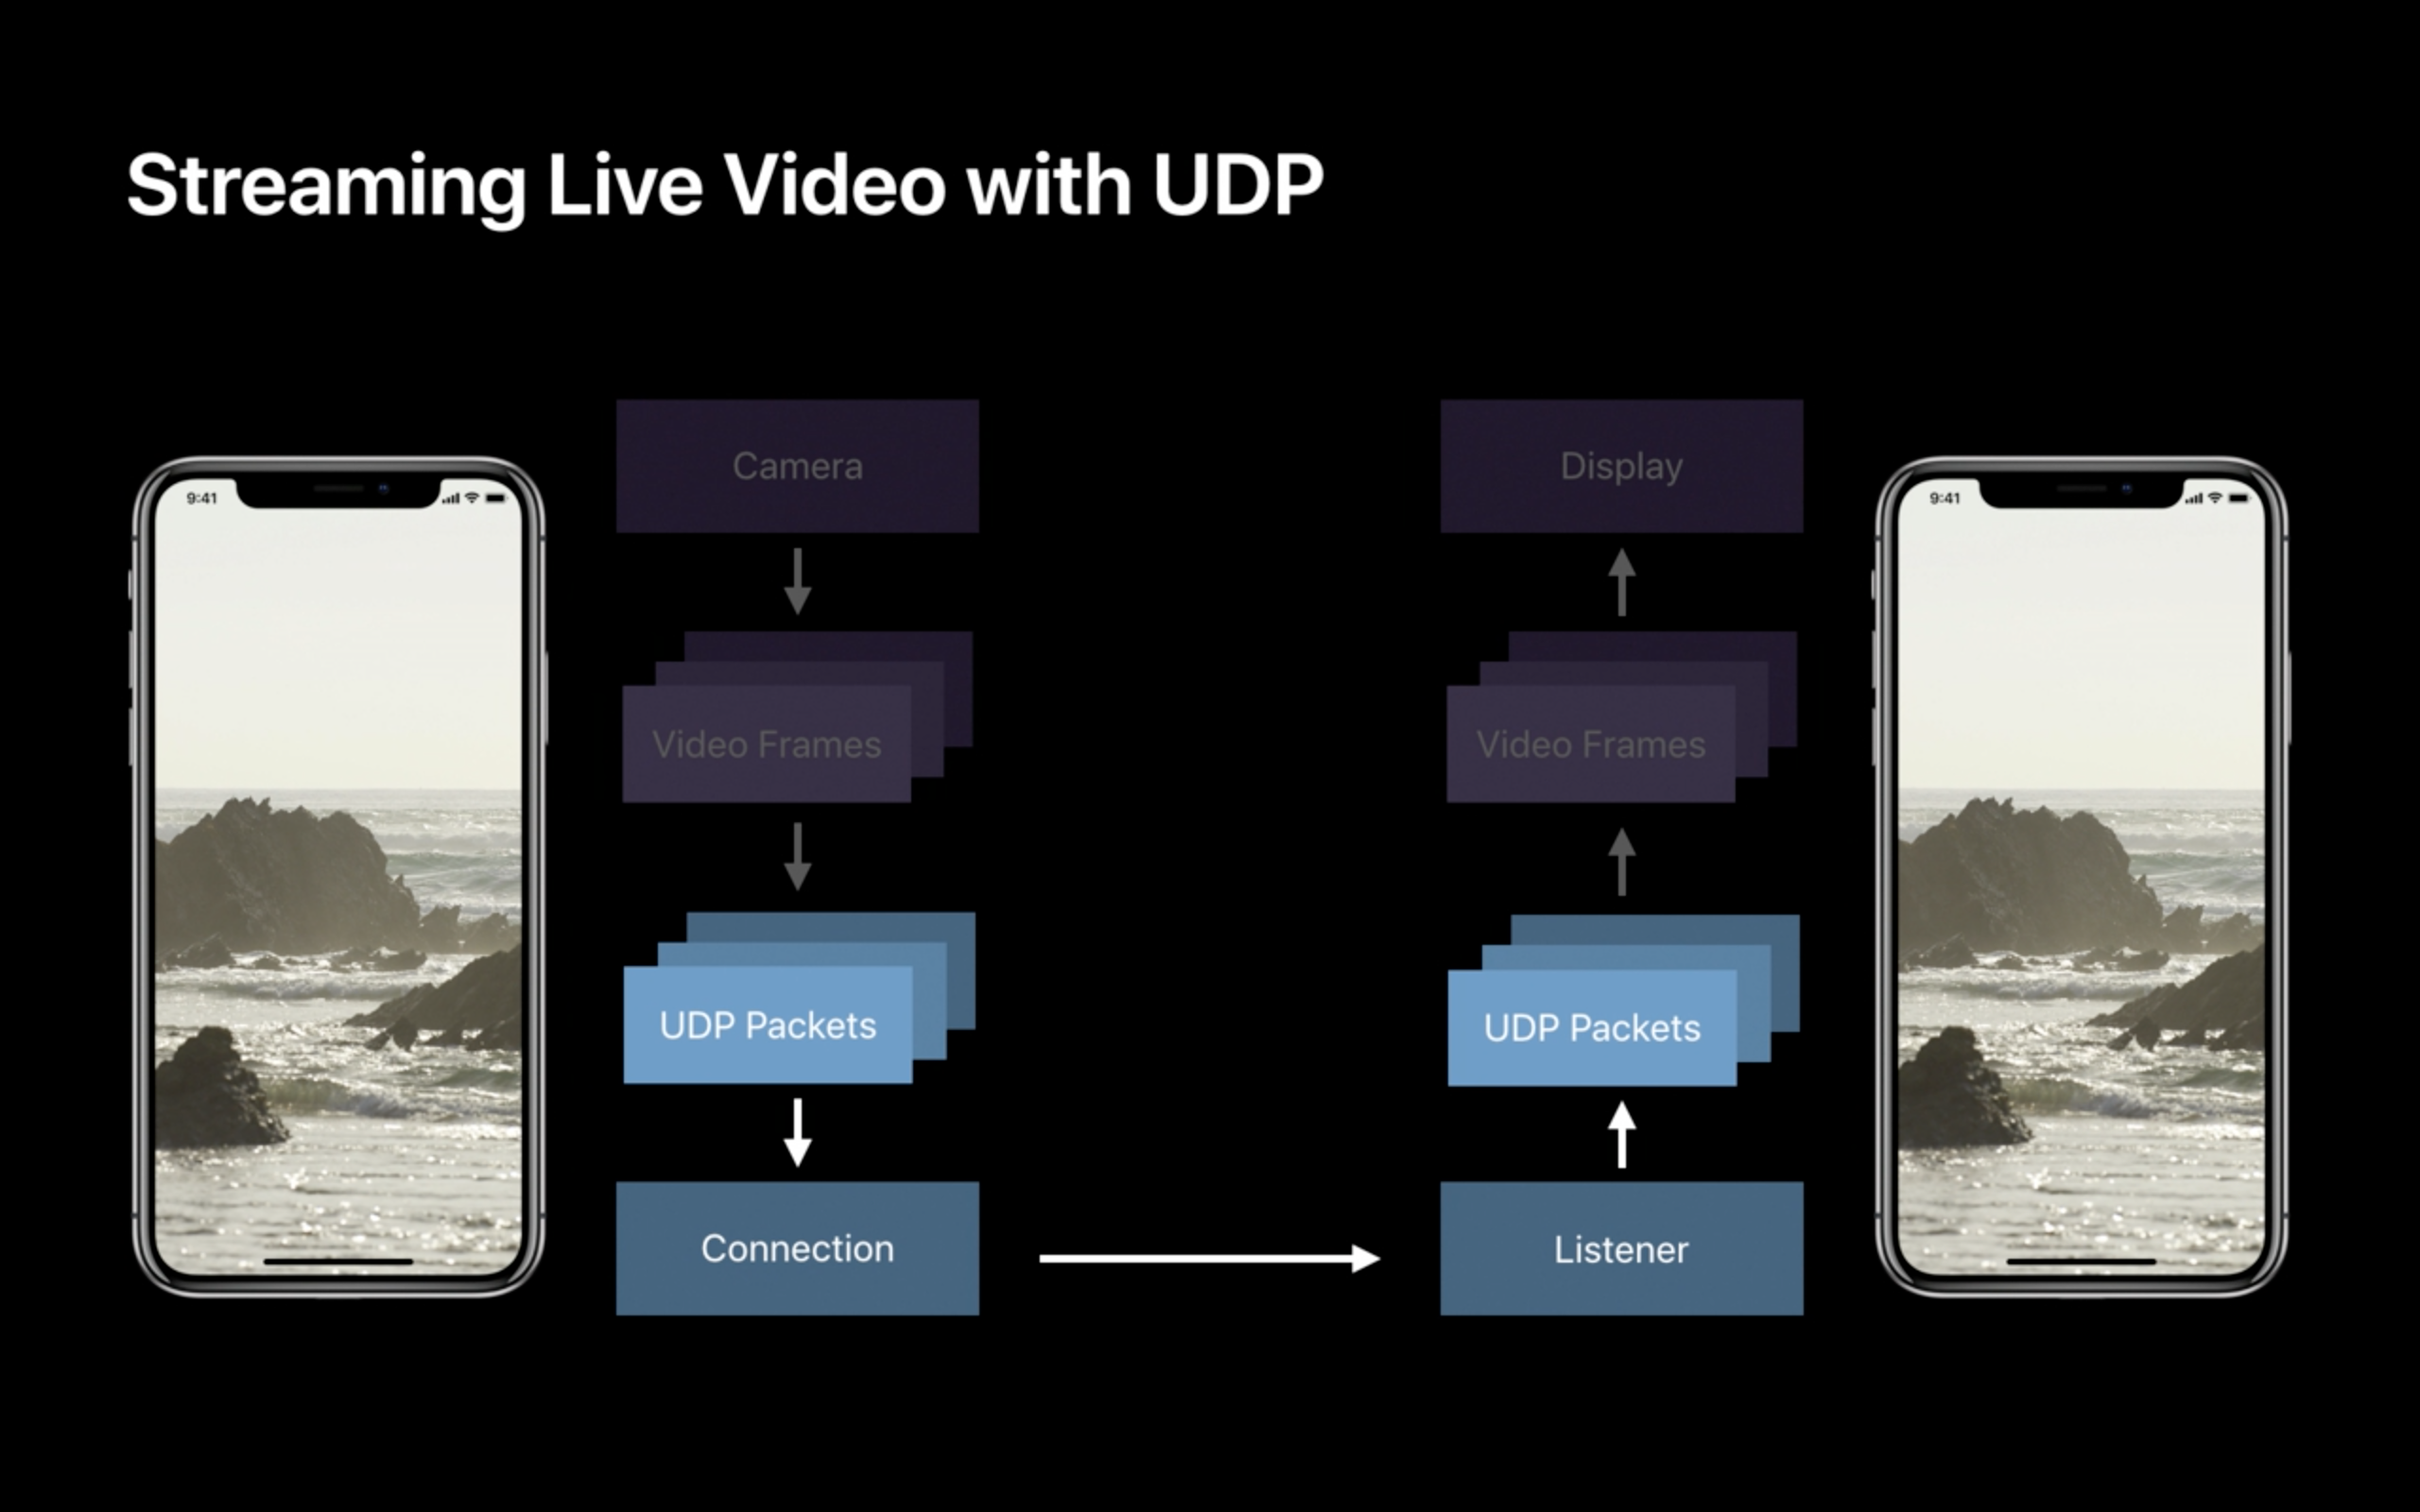 Streaming Live Video with UDP
9:41
Camera
Video Frames
UDP Packets
Connection
Display
Video Frames
UDP Packets
Listener
9:41